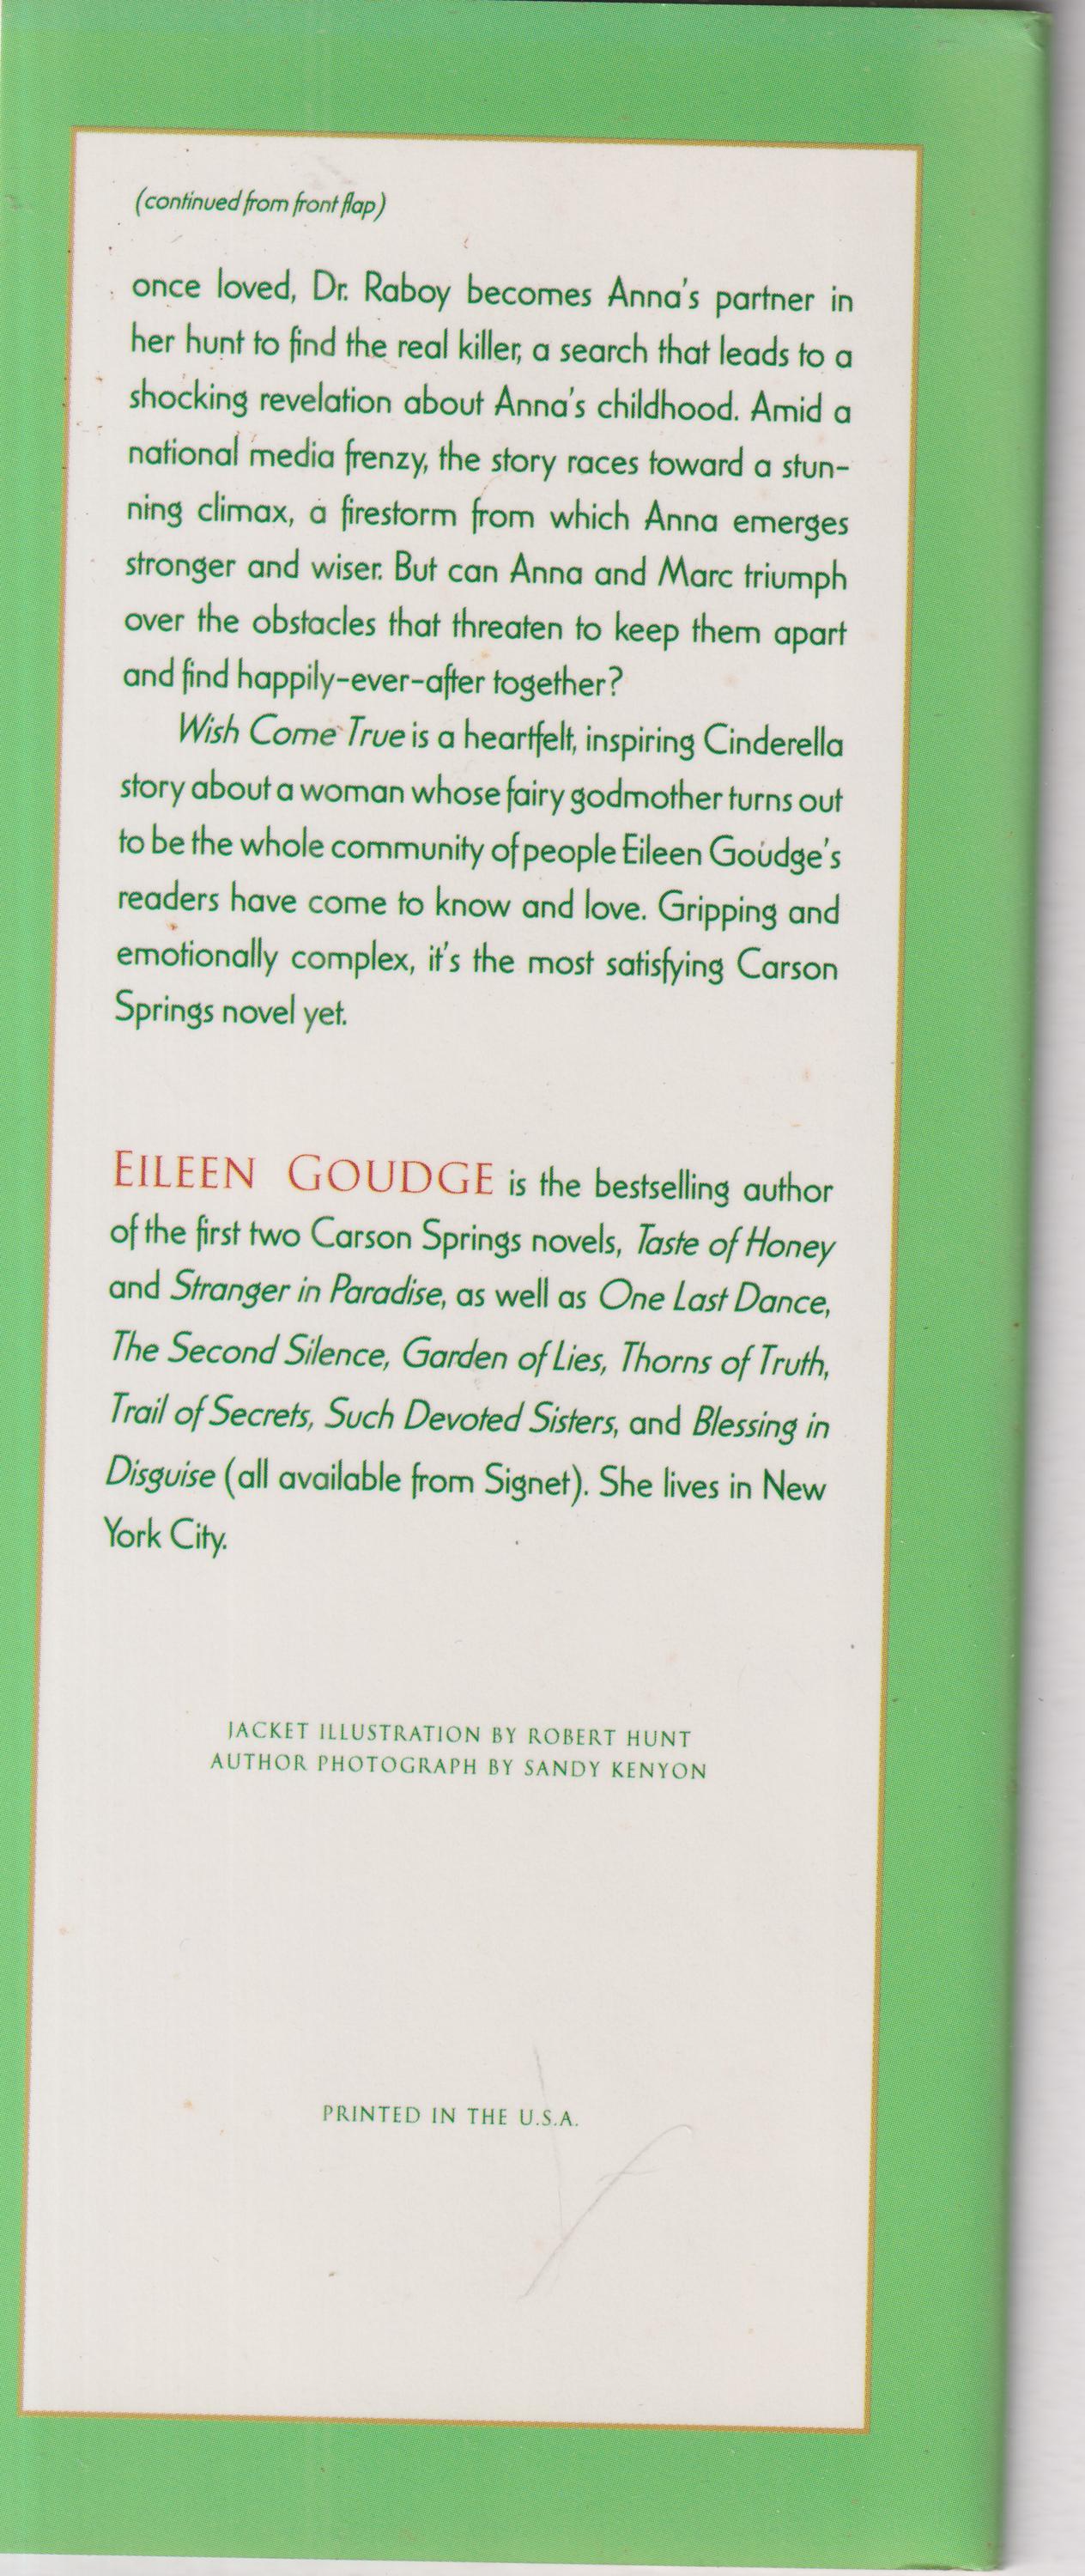 (continued from front flap)
once loved, Dr. Raboy becomes Anna's partner in
her hunt to find the real killer, a search that leads to a
shocking revelation about Anna's childhood. Amid a
national media frenzy, the story races toward a stun-
ning climax, a firestorm from which Anna emerges
stronger and wiser. But can Anna and Marc triumph
over the obstacles that threaten to keep them apart
and find happily-ever-after together?
Wish Come True is a heartfelt, inspiring Cinderella
story about a woman whose fairy godmother turns out
to be the whole community of people Eileen Goudge's
readers have come to know and love. Gripping and
emotionally complex, it's the most satisfying Carson
Springs novel yet.
EILEEN GOUDGE is the bestselling author
of the first two Carson Springs novels, Taste of Honey
and Stranger in Paradise, as well as One Last Dance,
The Second Silence, Garden of Lies, Thorns of Truth,
Trail of Secrets, Such Devoted Sisters, and Blessing in
Disguise (all available from Signet). She lives in New
York City.
JACKET ILLUSTRATION BY ROBERT HUNT
AUTHOR PHOTOGRAPH BY SANDY KENYON
PRINTED IN THE U.S.A.